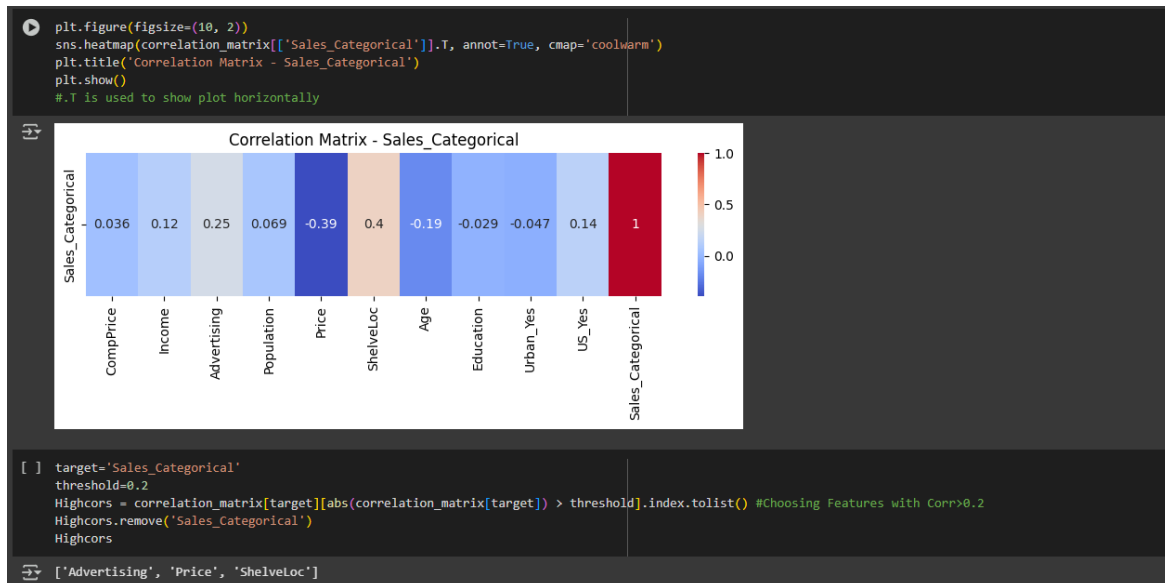 plt.figure(figsize=(10, 2))
sns.heatmap(correlation_matrix[['Sales_Categorical']].T, annot=True, cmap='coolwarm')
plt.title('Correlation Matrix - Sales_Categorical')
plt.show()
#.T is used to show plot horizontally
Correlation Matrix - Sales_Categorical
Sales_Categorical
0.036 0.12 0.25 0.069 -0.39 0.4 -0.19 -0.029 -0.047 0.14 1
1.0
0.5
0.0
CompPrice
Income
Advertising
Population
Price
ShelveLoc
Age
Education
Urban_Yes
US_Yes
Sales_Categorical
[ ] target='Sales_Categorical'
threshold=0.2
Highcors = correlation_matrix[target][abs(correlation_matrix[target]) > threshold].index.tolist() #Choosing Features with Corr>0.2
Highcors.remove('Sales_Categorical')
Highcors
['Advertising', 'Price', 'ShelveLoc']